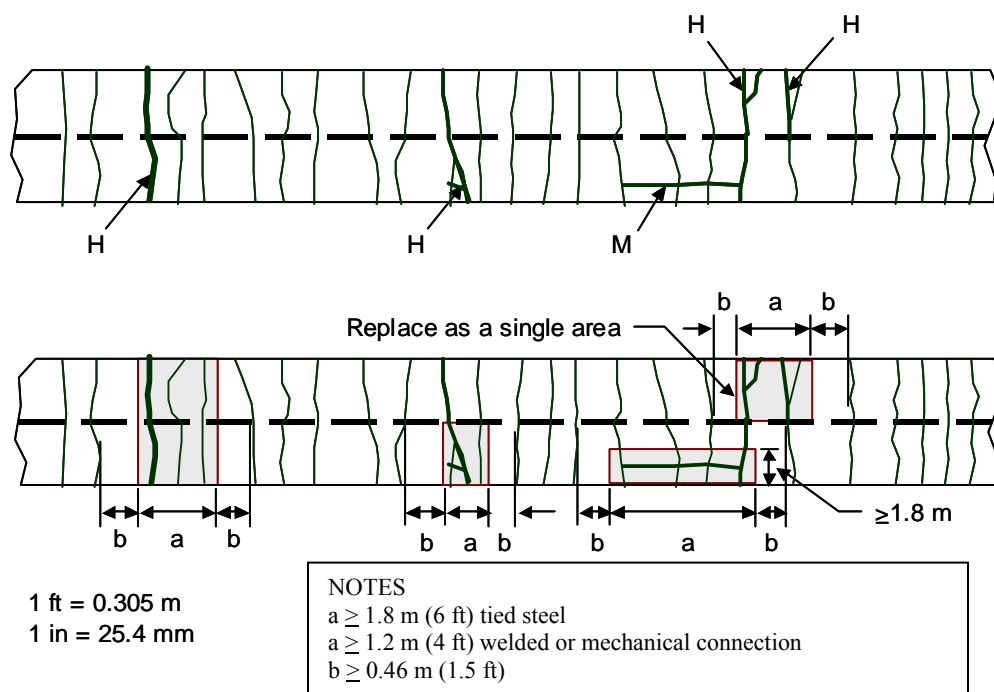 H H
H H M
b a b
Replace as a single area
≥1.8 m
b a b b a b b a b
1 ft = 0.305 m
1 in = 25.4 mm
NOTES
a ≥ 1.8 m (6 ft) tied steel
a ≥ 1.2 m (4 ft) welded or mechanical connection
b ≥ 0.46 m (1.5 ft)